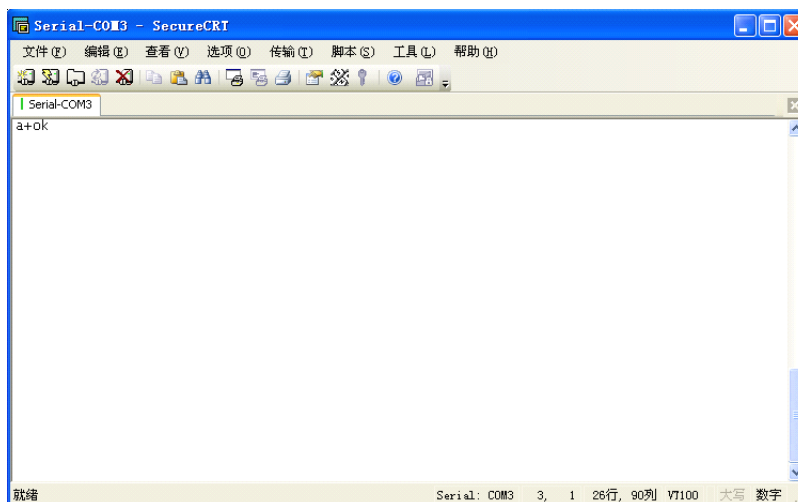 Serial-COM3 - SecureCRT
文件(F) 编辑(E) 查看(V) 选项(O) 传输(T) 脚本(S) 工具(L) 帮助(H)
Serial-COM3
a+ok
就绪 Serial: COM3 3, 1 26行, 90列 VT100 大写 数字